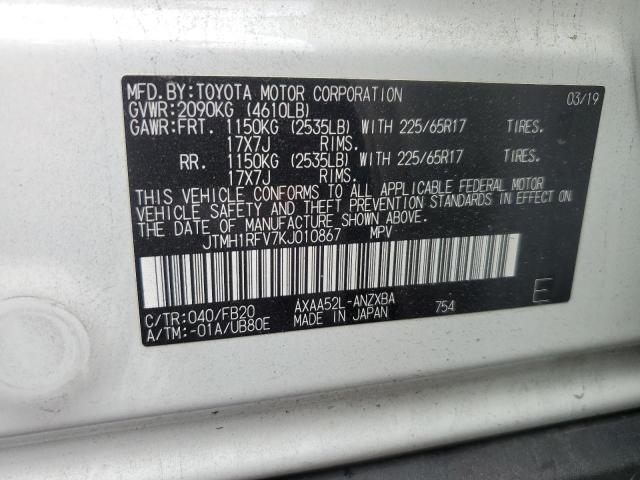 MFD.BY:TOYOTA MOTOR CORPORATION 03/19
GVWR:2090KG (4610LB)
GAWR:FRT. 1150KG (2535LB) WITH 225/65R17 TIRES.
17X7J RIMS.
RR. 1150KG (2535LB) WITH 225/65R17 TIRES.
17X7J RIMS.
THIS VEHICLE CONFORMS TO ALL APPLICABLE FEDERAL MOTOR
VEHICLE SAFETY AND THEFT PREVENTION STANDARDS IN EFFECT ON
THE DATE OF MANUFACTURE SHOWN ABOVE.
JTMH1RFV7KJ010867 MPV
C/TR:040/FB20 AXAA52L-ANZXBA 754 E
A/TM:-01A/UB80E MADE IN JAPAN